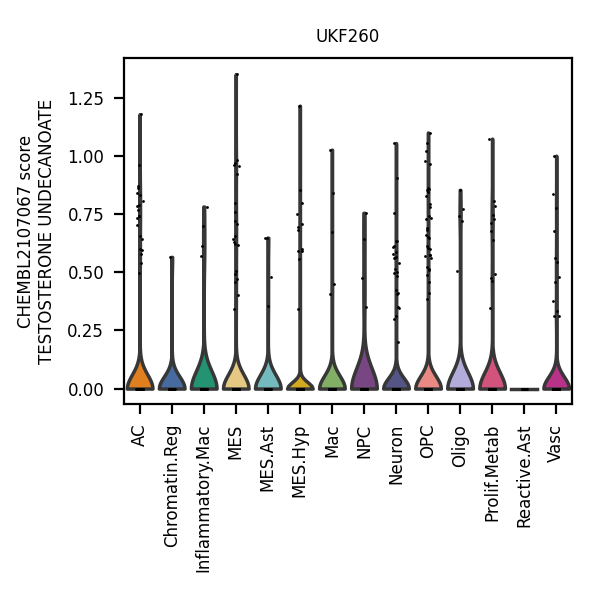 UKF260
CHEMBL2107067 score
TESTOSTERONE UNDECANOATE
1.25
1.00
0.75
0.50
0.25
0.00
AC
Chromatin.Reg
Inflammatory.Mac
MES
MES.Ast
MES.Hyp
Mac
NPC
Neuron
OPC
Oligo
Prolif.Metab
Reactive.Ast
Vasc